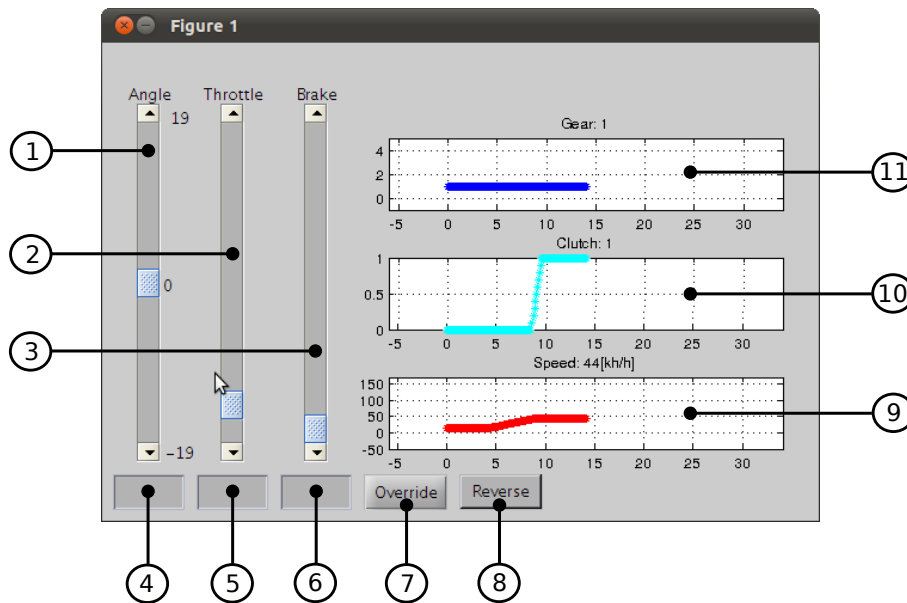 Figure 1
Angle Throttle Brake
19
0
−19
Gear: 1
4
2
0
-5 0 5 10 15 20 25 30
Clutch: 1
1
0.5
0
-5 0 5 10 15 20 25 30
Speed: 44[kh/h]
150
100
50
0
-50
-5 0 5 10 15 20 25 30
Override Reverse
1
2
3
4
5
6
7
8
9
10
11